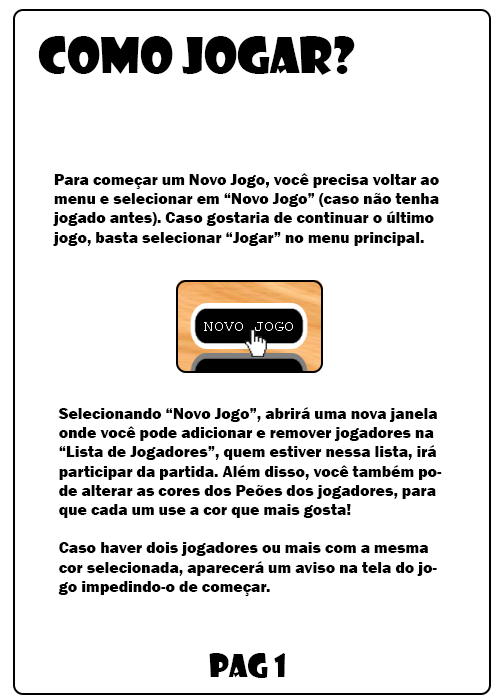 COMO JOGAR?
Para começar um Novo Jogo, você precisa voltar ao
menu e selecionar em “Novo Jogo” (caso não tenha
jogado antes). Caso gostaria de continuar o último
jogo, basta selecionar “Jogar” no menu principal.
NOVO JOGO
Selecionando “Novo Jogo”, abrirá uma nova janela
onde você pode adicionar e remover jogadores na
“Lista de Jogadores”, quem estiver nessa lista, irá
participar da partida. Além disso, você também po-
de alterar as cores dos Peões dos jogadores, para
que cada um use a cor que mais gosta!
Caso haver dois jogadores ou mais com a mesma
cor selecionada, aparecerá um aviso na tela do jo-
go impedindo-o de começar.
PAG 1